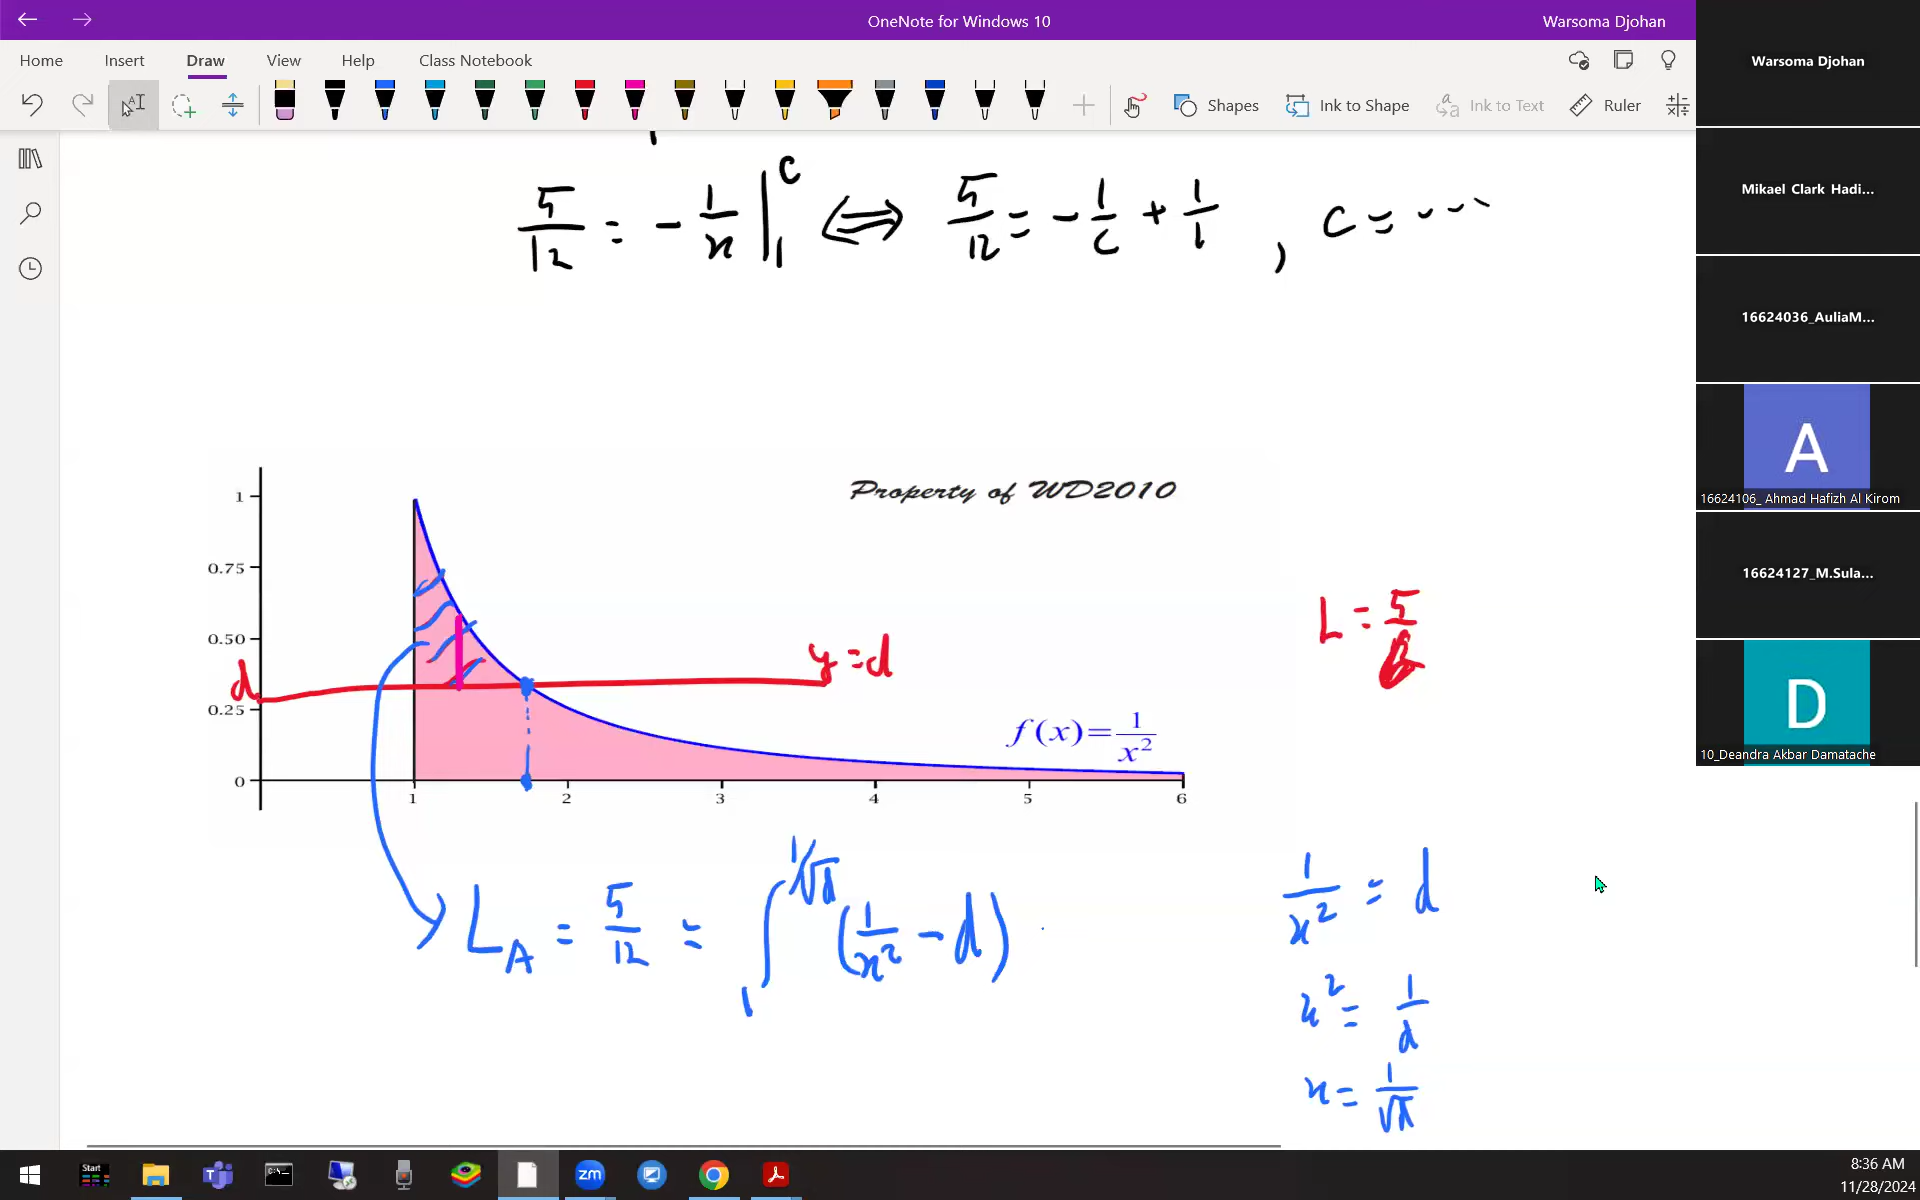 OneNote for Windows 10
Warsoma Djohan
Home Insert Draw View Help Class Notebook
Shapes Ink to Shape Ink to Text Ruler
5/12 = -1/x |₁ᶜ ⟺ 5/12 = -1/c + 1/1 , c = ...
Property of WD2010
1
0.75
0.50
0.25
0
1 2 3 4 5 6
d
y = d
f(x) = 1/x²
L = 5/
L_A = 5/12 = ∫₁^(1/√d) (1/x² - d)
1/x² = d
x² = 1/d
x = 1/√d
Warsoma Djohan
Mikael Clark Hadi...
16624036_AuliaM...
A
16624106_ Ahmad Hafizh Al Kirom
16624127_M.Sula...
D
10_Deandra Akbar Damatache
Start
zm
8:36 AM
11/28/2024